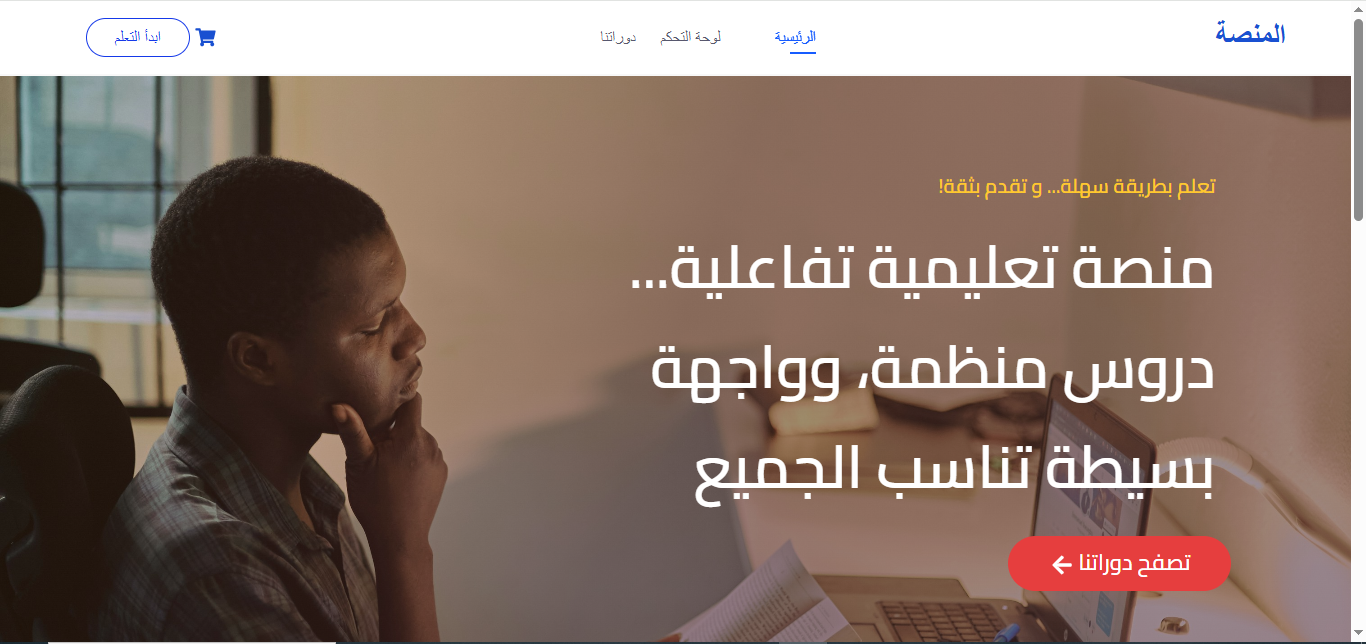 المنصة
الرئيسية
لوحة التحكم
دوراتنا
ابدأ التعلم
تعلم بطريقة سهلة... و تقدم بثقة!
منصة تعليمية تفاعلية...
دروس منظمة، وواجهة
بسيطة تناسب الجميع
تصفح دوراتنا